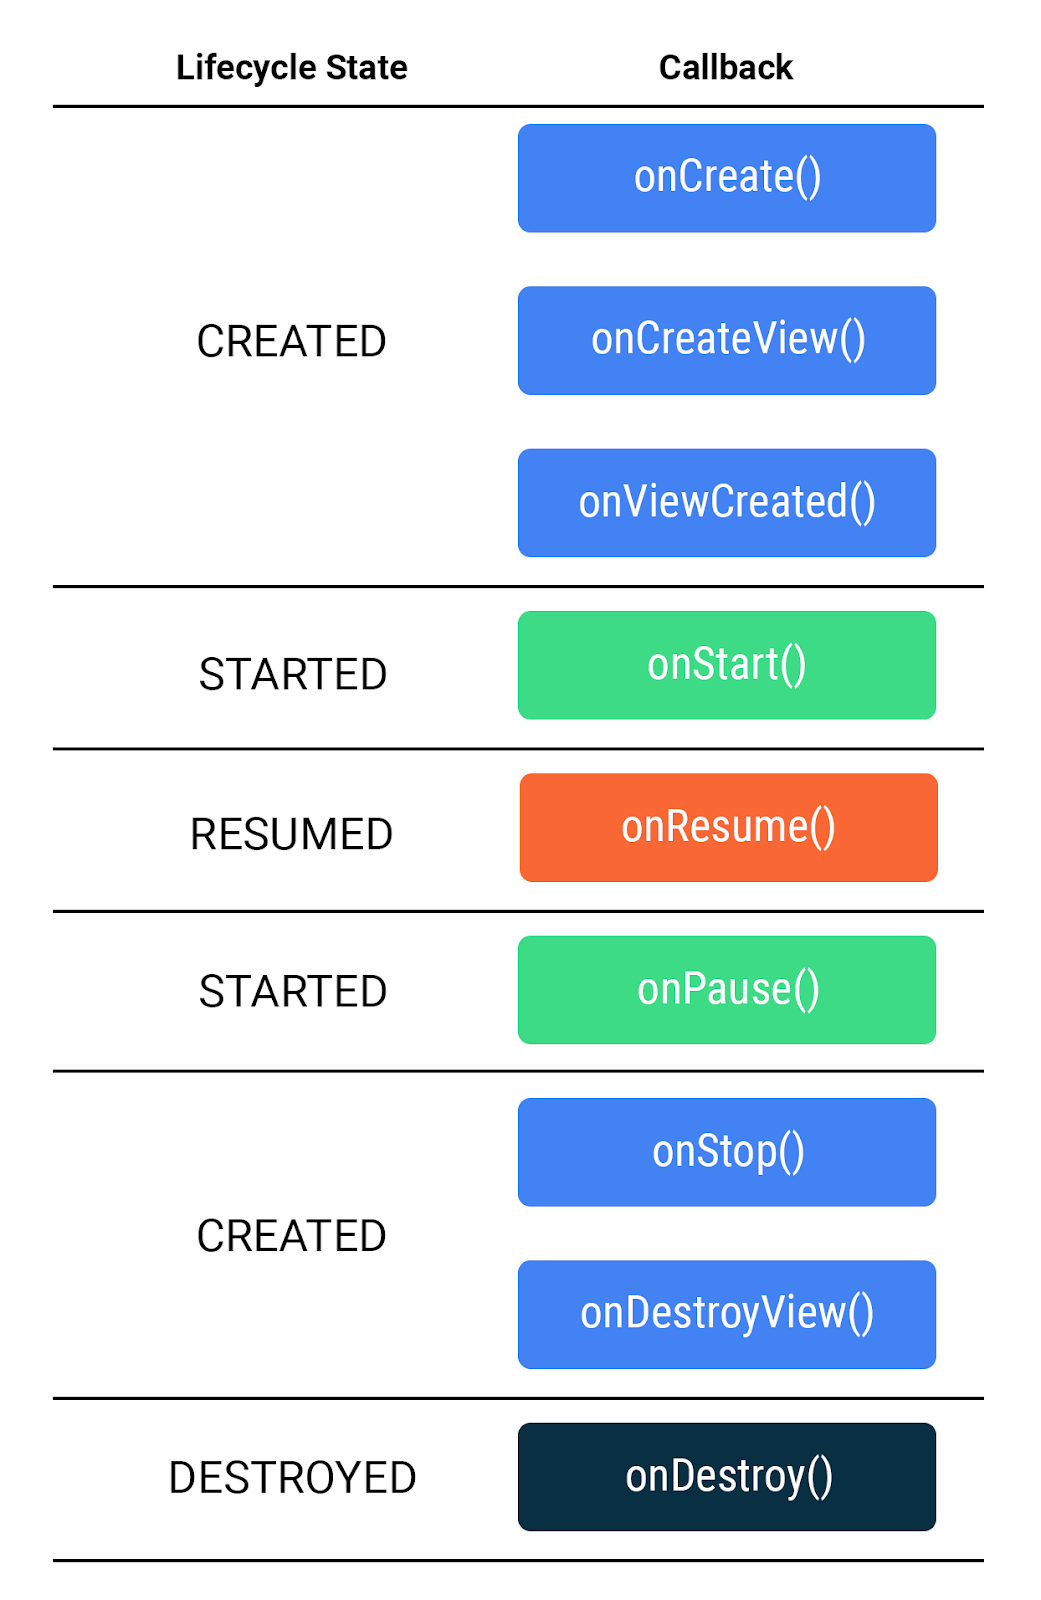 Lifecycle State Callback
onCreate()
CREATED onCreateView()
onViewCreated()
STARTED onStart()
RESUMED onResume()
STARTED onPause()
onStop()
CREATED
onDestroyView()
DESTROYED onDestroy()